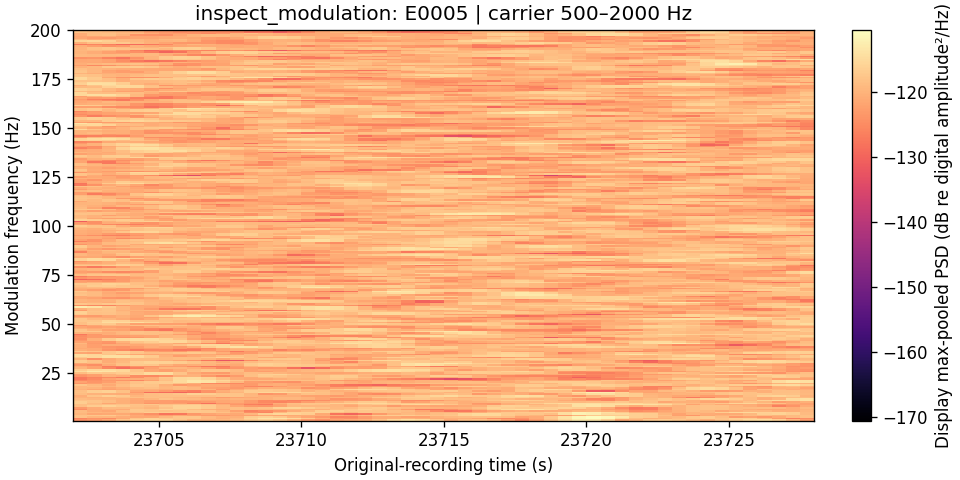 inspect_modulation: E0005 | carrier 500–2000 Hz
200
175
150
125
100
75
50
25
Modulation frequency (Hz)
23705 23710 23715 23720 23725
Original-recording time (s)
−120
−130
−140
−150
−160
−170
Display max-pooled PSD (dB re digital amplitude²/Hz)